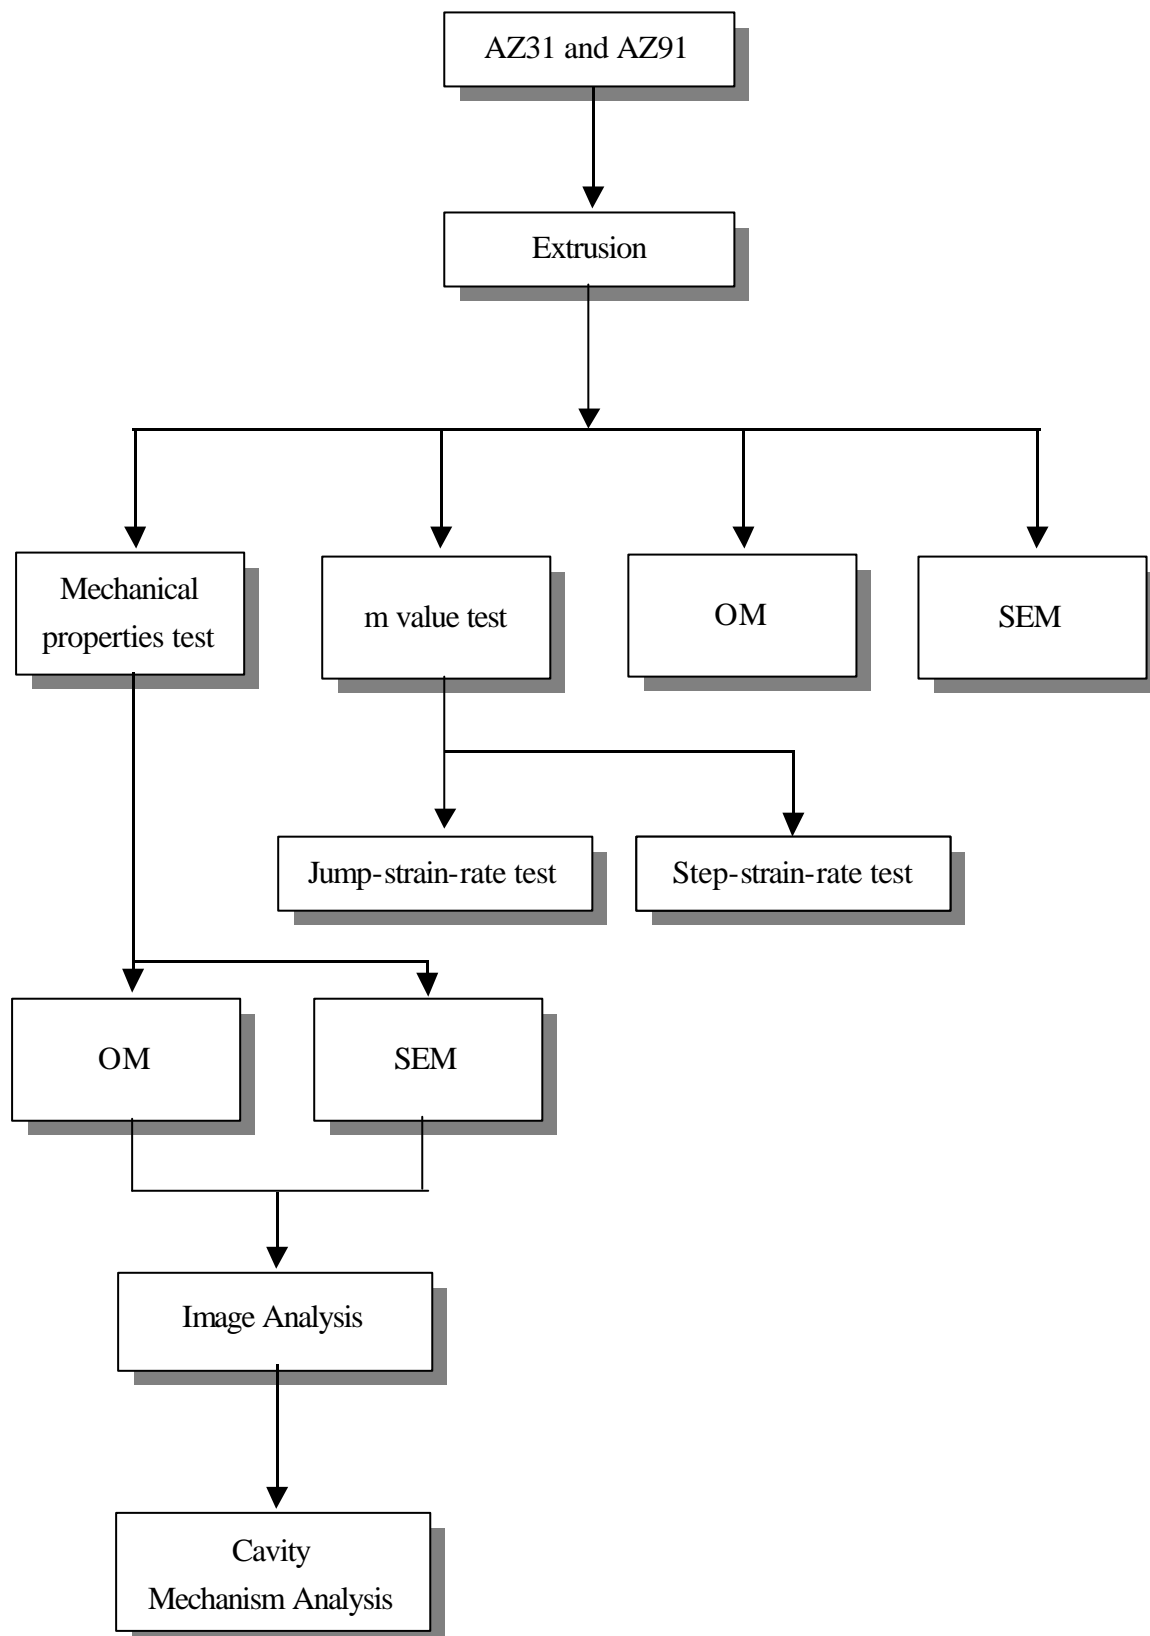 AZ31 and AZ91
Extrusion
Mechanical
properties test
m value test
OM
SEM
Jump-strain-rate test
Step-strain-rate test
OM
SEM
Image Analysis
Cavity
Mechanism Analysis